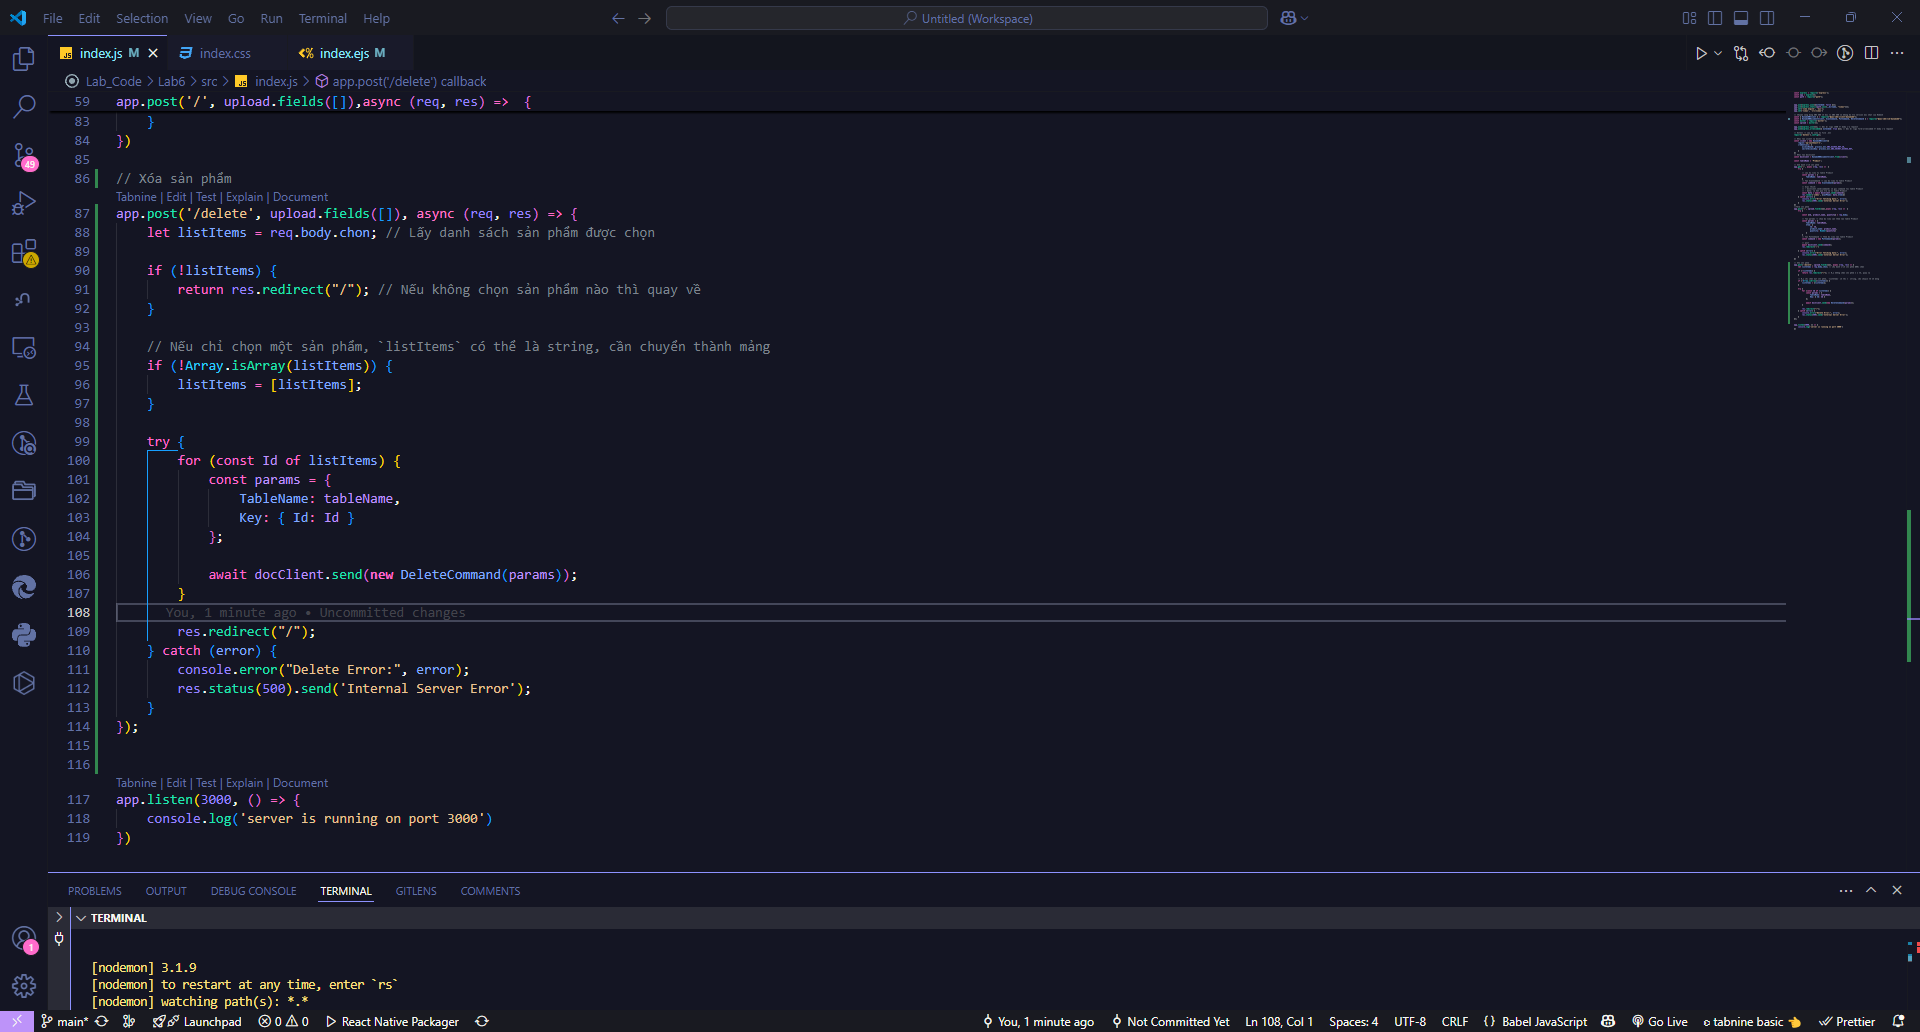 File Edit Selection View Go Run Terminal Help
Untitled (Workspace)
index.js M
index.css
index.ejs M
Lab_Code > Lab6 > src > index.js > app.post('/delete') callback
59 app.post('/', upload.fields([]),async (req, res) => {
83 }
84 })
85
86 // Xóa sản phẩm
Tabnine | Edit | Test | Explain | Document
87 app.post('/delete', upload.fields([]), async (req, res) => {
88 let listItems = req.body.chon; // Lấy danh sách sản phẩm được chọn
89
90 if (!listItems) {
91 return res.redirect("/"); // Nếu không chọn sản phẩm nào thì quay về
92 }
93
94 // Nếu chỉ chọn một sản phẩm, `listItems` có thể là string, cần chuyển thành mảng
95 if (!Array.isArray(listItems)) {
96 listItems = [listItems];
97 }
98
99 try {
100 for (const Id of listItems) {
101 const params = {
102 TableName: tableName,
103 Key: { Id: Id }
104 };
105
106 await docClient.send(new DeleteCommand(params));
107 }
108 You, 1 minute ago • Uncommitted changes
109 res.redirect("/");
110 } catch (error) {
111 console.error("Delete Error:", error);
112 res.status(500).send('Internal Server Error');
113 }
114 });
115
116
Tabnine | Edit | Test | Explain | Document
117 app.listen(3000, () => {
118 console.log('server is running on port 3000')
119 })
49
1
PROBLEMS OUTPUT DEBUG CONSOLE TERMINAL GITLENS COMMENTS
TERMINAL
[nodemon] 3.1.9
[nodemon] to restart at any time, enter `rs`
[nodemon] watching path(s): *.*
main* Launchpad 0 0 React Native Packager You, 1 minute ago Not Committed Yet Ln 108, Col 1 Spaces: 4 UTF-8 CRLF {} Babel JavaScript Go Live tabnine basic Prettier